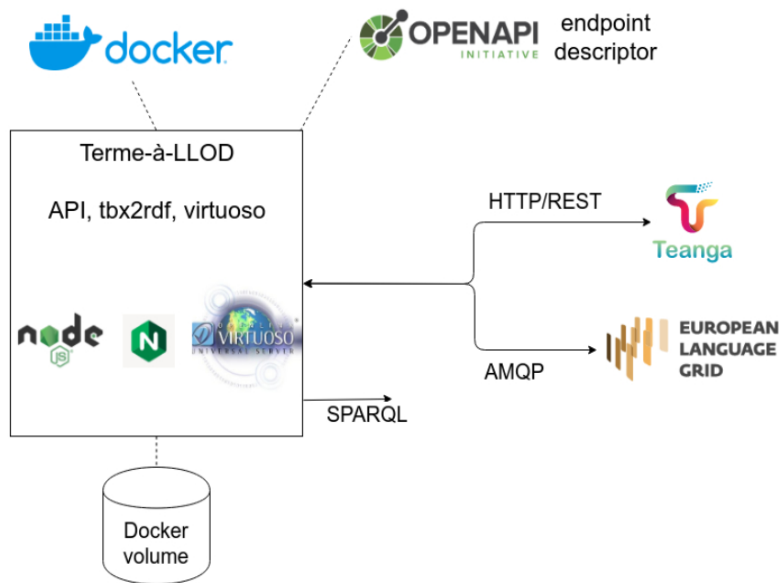 docker
OPENAPI
INITIATIVE
endpoint
descriptor
Terme-à-LLOD
API, tbx2rdf, virtuoso
node
JS
N
OPENLINK
VIRTUOSO
UNIVERSAL SERVER
HTTP/REST
Teanga
AMQP
EUROPEAN
LANGUAGE
GRID
SPARQL
Docker
volume